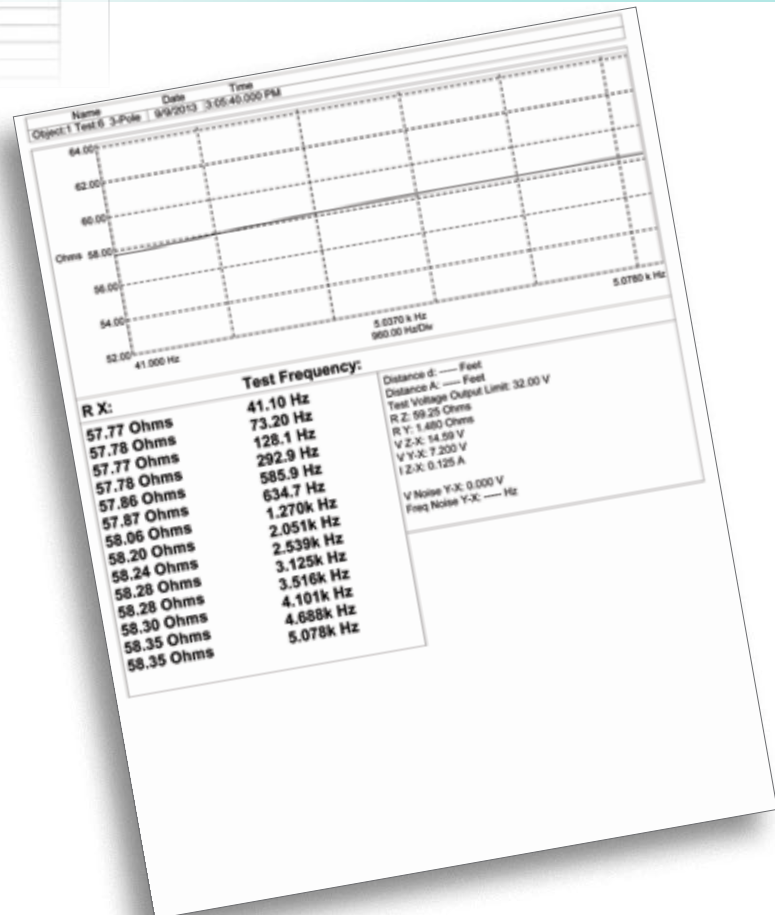 Name Date Time
Object:1 Test:6 3-Pole 9/9/2013 3:05:40.000 PM
64.00
62.00
60.00
Ohms 58.00
56.00
54.00
52.00
41.000 Hz
5.0370 k Hz
960.00 Hz/Div
5.0780 k Hz
R X: Test Frequency:
57.77 Ohms 41.10 Hz
57.78 Ohms 73.20 Hz
57.77 Ohms 128.1 Hz
57.78 Ohms 292.9 Hz
57.86 Ohms 585.9 Hz
57.87 Ohms 634.7 Hz
58.06 Ohms 1.270k Hz
58.20 Ohms 2.051k Hz
58.24 Ohms 2.539k Hz
58.28 Ohms 3.125k Hz
58.28 Ohms 3.516k Hz
58.30 Ohms 4.101k Hz
58.35 Ohms 4.688k Hz
58.35 Ohms 5.078k Hz
Distance d: ---- Feet
Distance A: ---- Feet
Test Voltage Output Limit: 32.00 V
R Z: 59.25 Ohms
R Y: 1.480 Ohms
V Z-X: 14.59 V
V Y-X: 7.200 V
I Z-X: 0.125 A
V Noise Y-X: 0.000 V
Freq Noise Y-X: ---- Hz